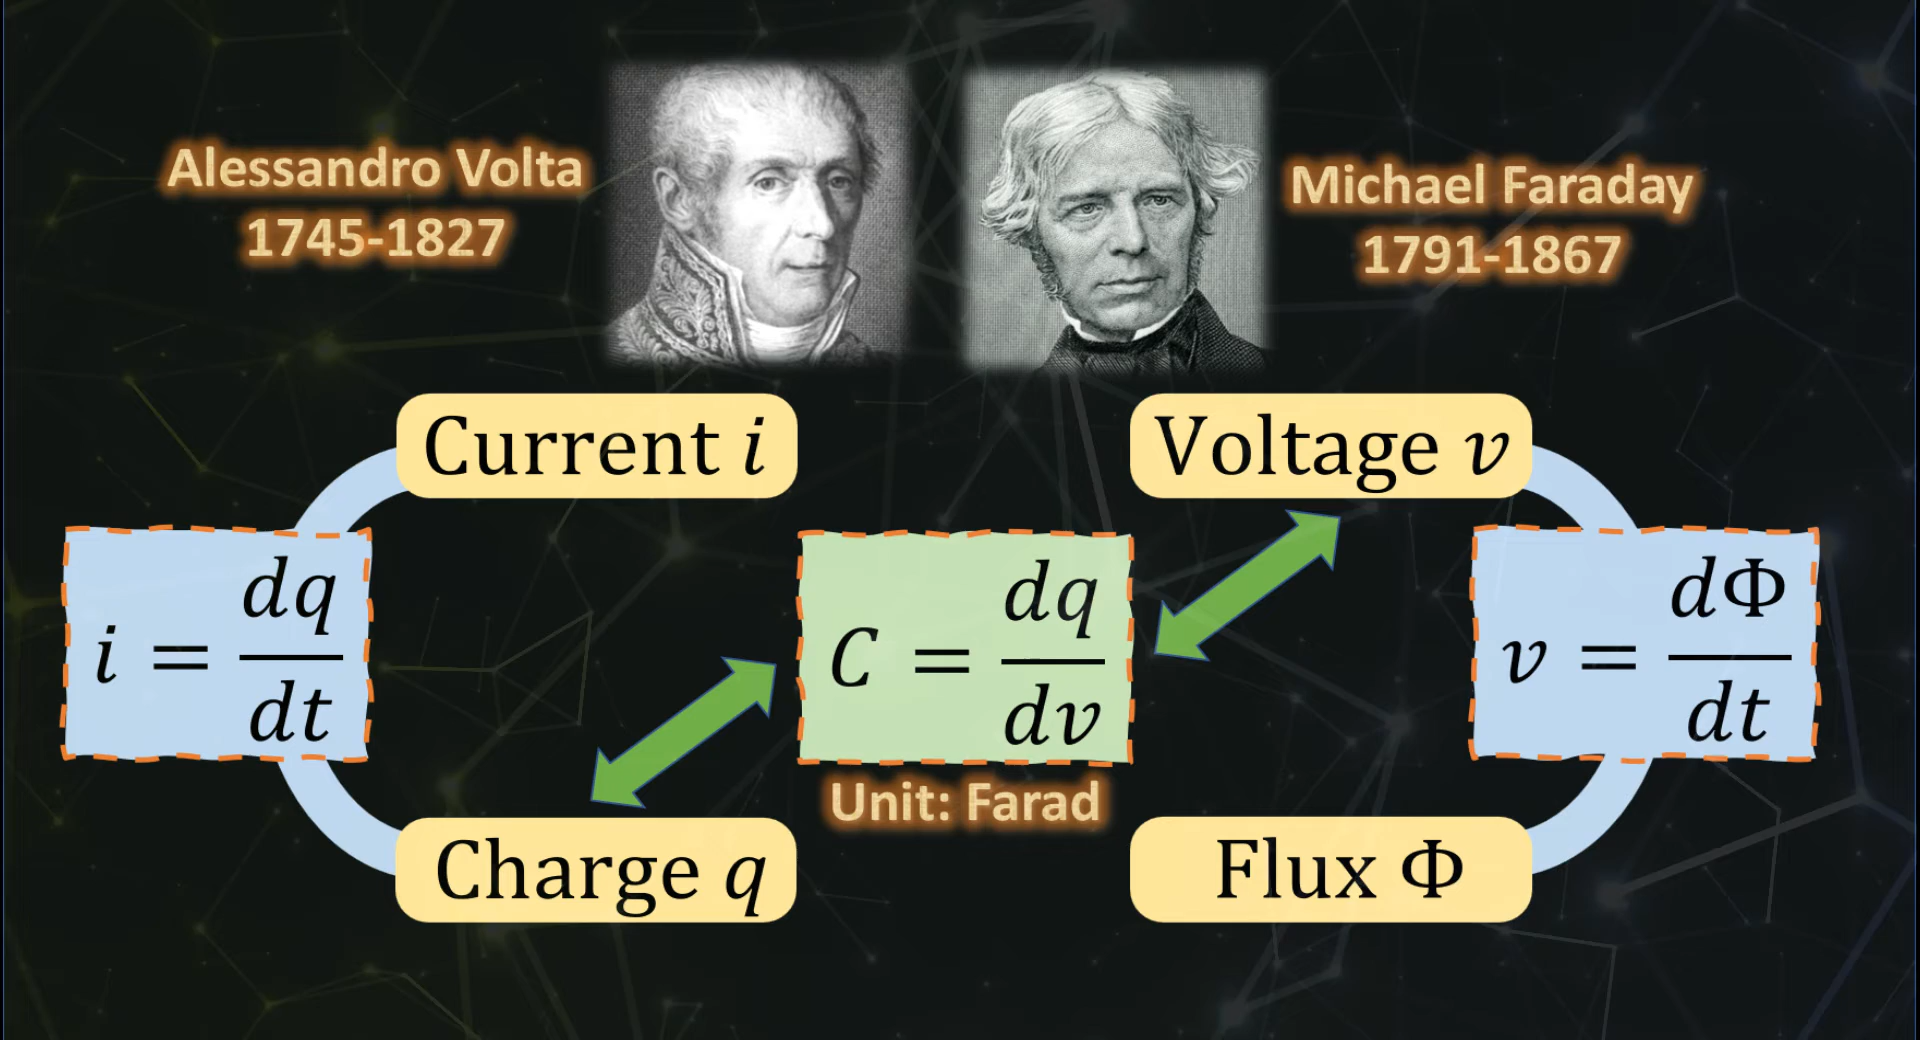 Alessandro Volta
1745-1827
Michael Faraday
1791-1867
Current i
Voltage v
i = dq/dt
C = dq/dv
v = dΦ/dt
Unit: Farad
Charge q
Flux Φ